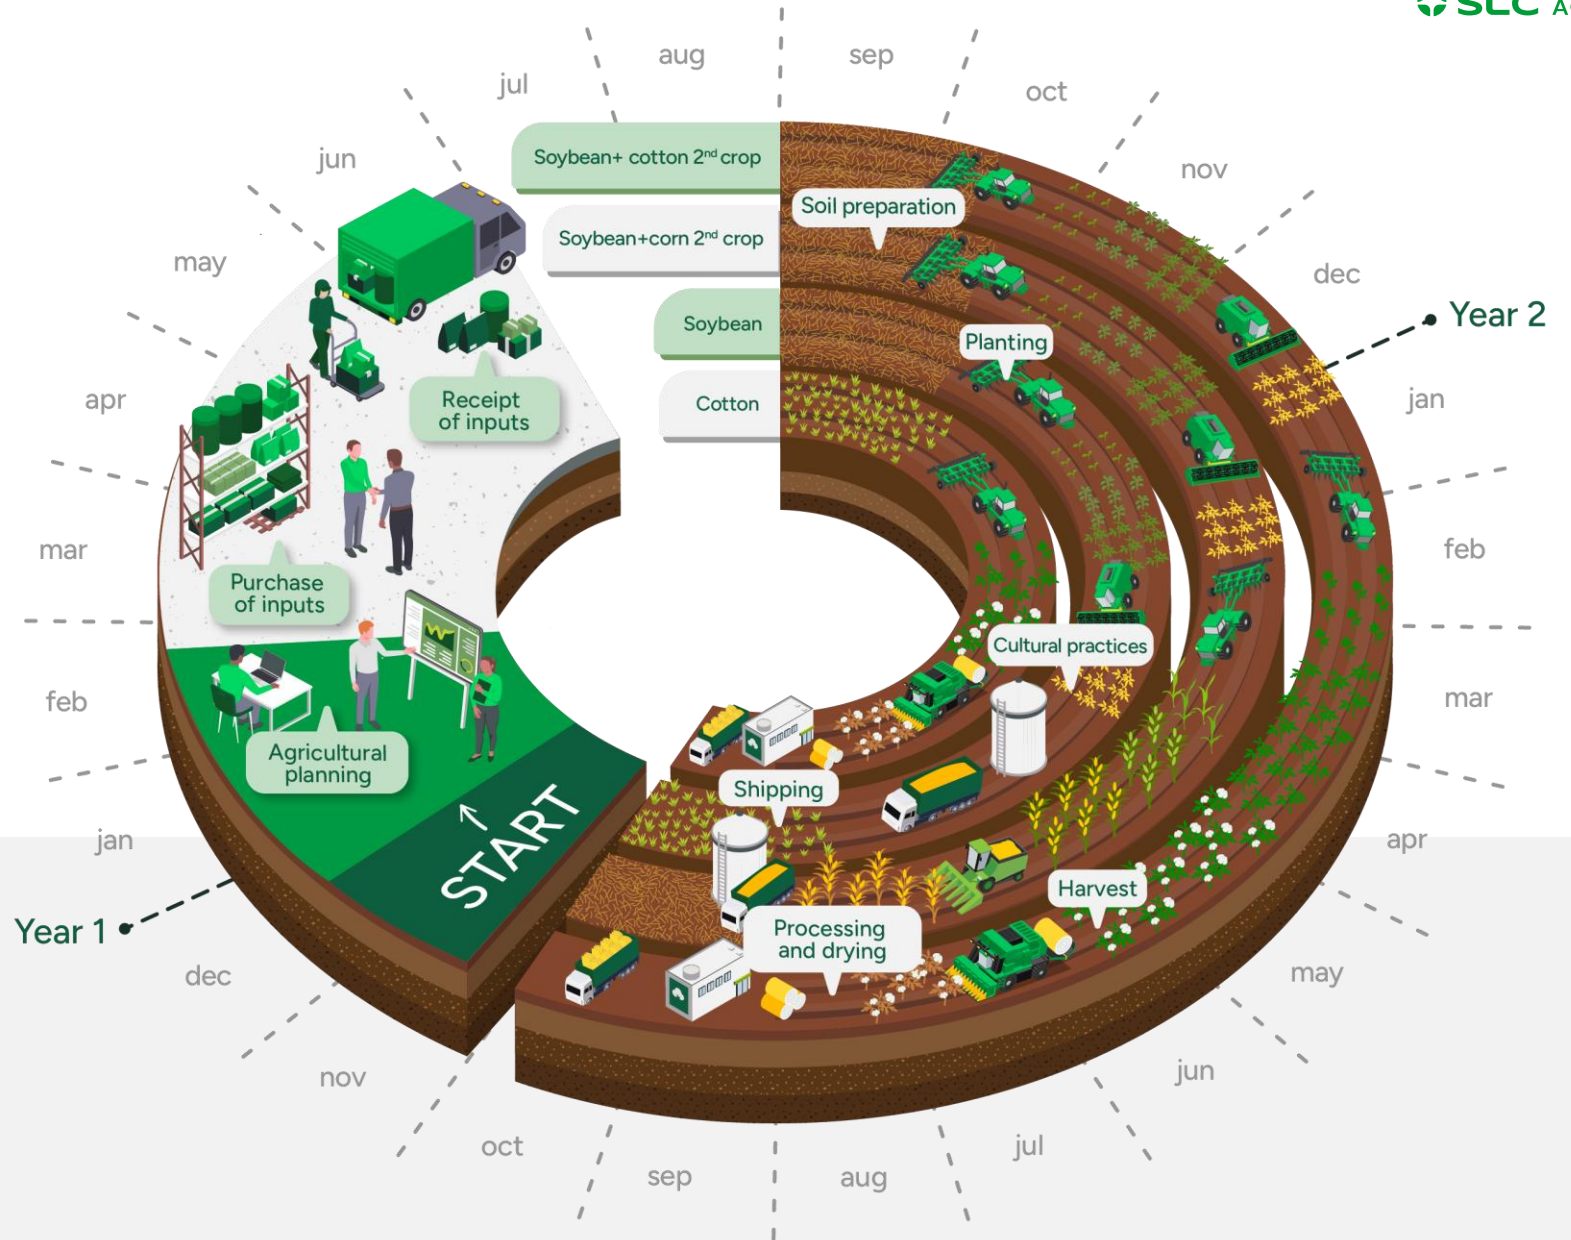 SLC
aug
sep
jul
oct
jun
nov
may
dec
apr
Year 2
jan
mar
feb
feb
mar
jan
apr
Year 1
dec
may
nov
jun
oct
jul
sep
aug
Soybean+ cotton 2nd crop
Soybean+corn 2nd crop
Soybean
Cotton
Soil preparation
Planting
Receipt
of inputs
Purchase
of inputs
Agricultural
planning
START
Cultural practices
Shipping
Harvest
Processing
and drying